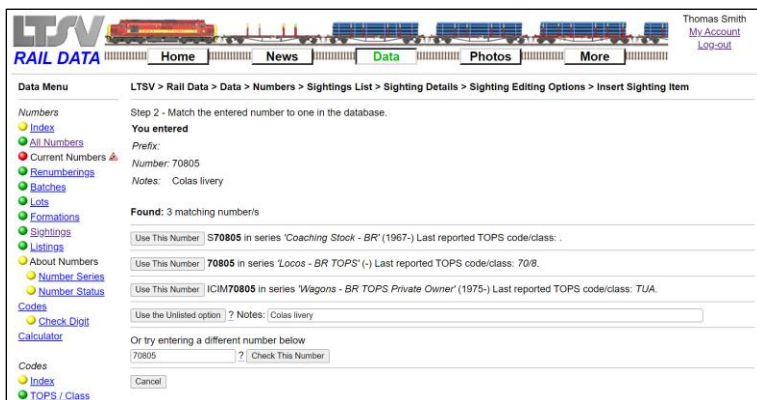 LTSV
RAIL DATA
Home
News
Data
Photos
More
Thomas Smith
My Account
Log-out
Data Menu
Numbers
Index
All Numbers
Current Numbers
Renumberings
Batches
Lots
Formations
Sightings
Listings
About Numbers
Number Series
Number Status
Codes
Check Digit
Calculator
Codes
Index
TOPS / Class
LTSV > Rail Data > Data > Numbers > Sightings List > Sighting Details > Sighting Editing Options > Insert Sighting Item
Step 2 - Match the entered number to one in the database.
You entered
Prefix:
Number: 70805
Notes: Colas livery
Found: 3 matching number/s
Use This Number S70805 in series 'Coaching Stock - BR' (1967-) Last reported TOPS code/class: .
Use This Number 70805 in series 'Locos - BR TOPS' (-) Last reported TOPS code/class: 70/8.
Use This Number ICIM70805 in series 'Wagons - BR TOPS Private Owner' (1975-) Last reported TOPS code/class: TUA.
Use the Unlisted option ? Notes: Colas livery
Or try entering a different number below
70805 ? Check This Number
Cancel